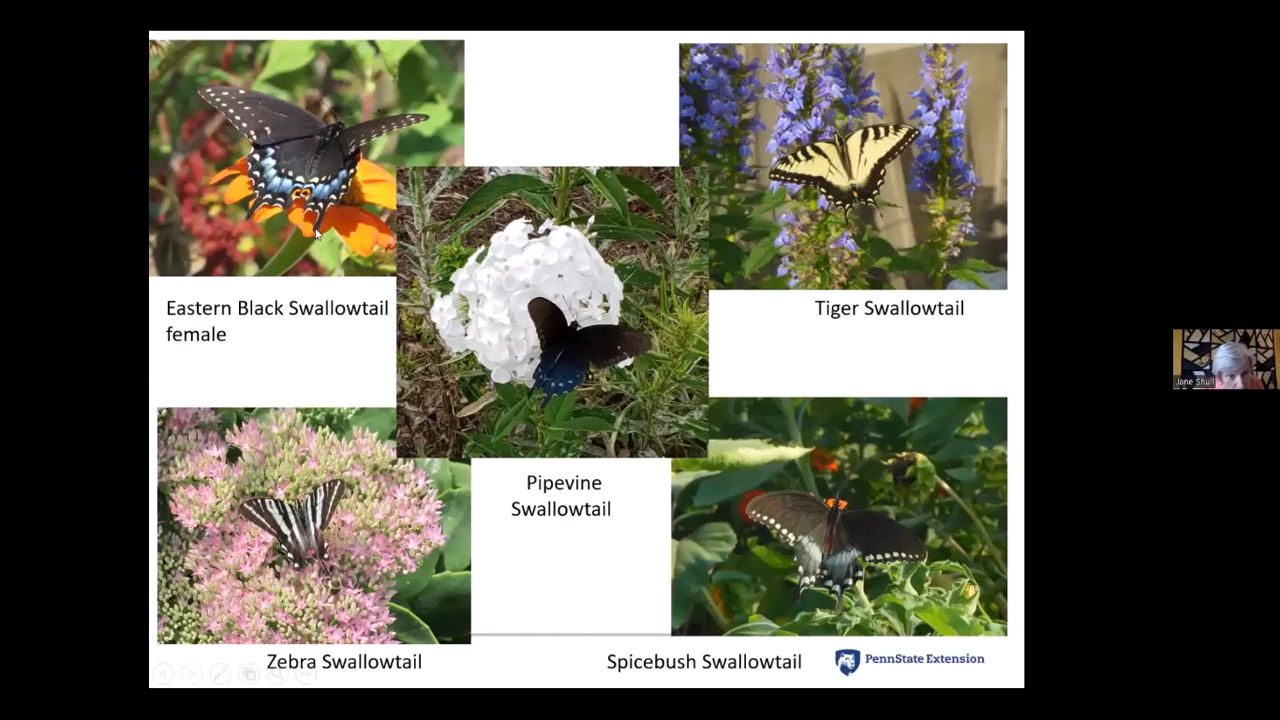 Eastern Black Swallowtail
female
Tiger Swallowtail
Jane Shull
Pipevine
Swallowtail
Zebra Swallowtail
Spicebush Swallowtail
PennState Extension